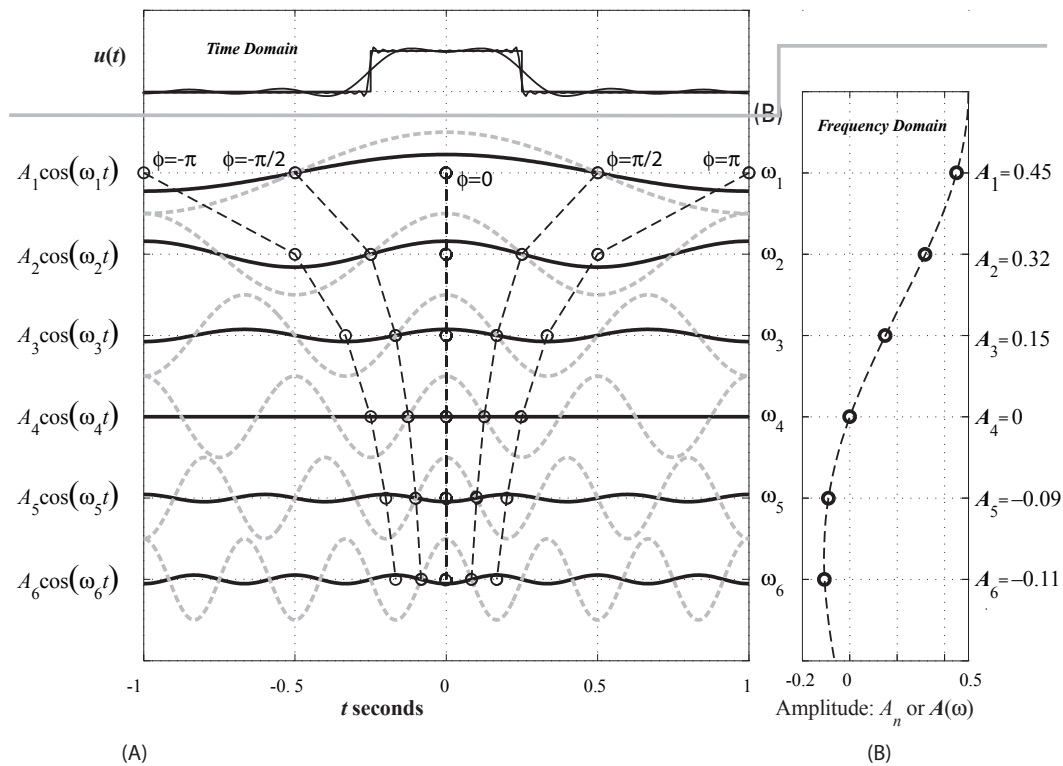 u(t)
Time Domain
(B)
Frequency Domain
ϕ=-π
ϕ=-π/2
ϕ=0
ϕ=π/2
ϕ=π
A₁cos(ω₁t)
ω₁
A₁=0.45
A₂cos(ω₂t)
ω₂
A₂=0.32
A₃cos(ω₃t)
ω₃
A₃=0.15
A₄cos(ω₄t)
ω₄
A₄=0
A₅cos(ω₅t)
ω₅
A₅=−0.09
A₆cos(ω₆t)
ω₆
A₆=−0.11
-1
-0. 5
0
0.5
1
-0.2
0
0.5
t seconds
Amplitude: Aₙ or A(ω)
(A)
(B)